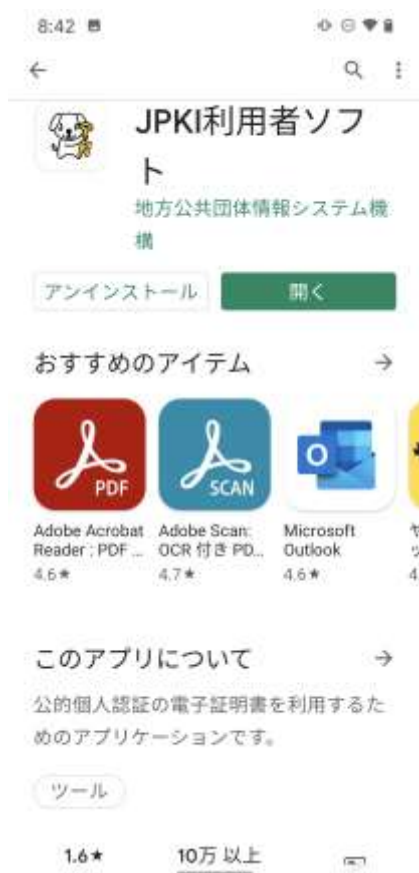 8:42
JPKI利用者ソフ
ト
地方公共団体情報システム機
構
アンインストール
開く
おすすめのアイテム
PDF
SCAN
O
Adobe Acrobat
Reader : PDF ...
4.6★
Adobe Scan:
OCR 付き PD...
4.7★
Microsoft
Outlook
4.6★
このアプリについて
公的個人認証の電子証明書を利用するた
めのアプリケーションです。
ツール
1.6★
10万 以上